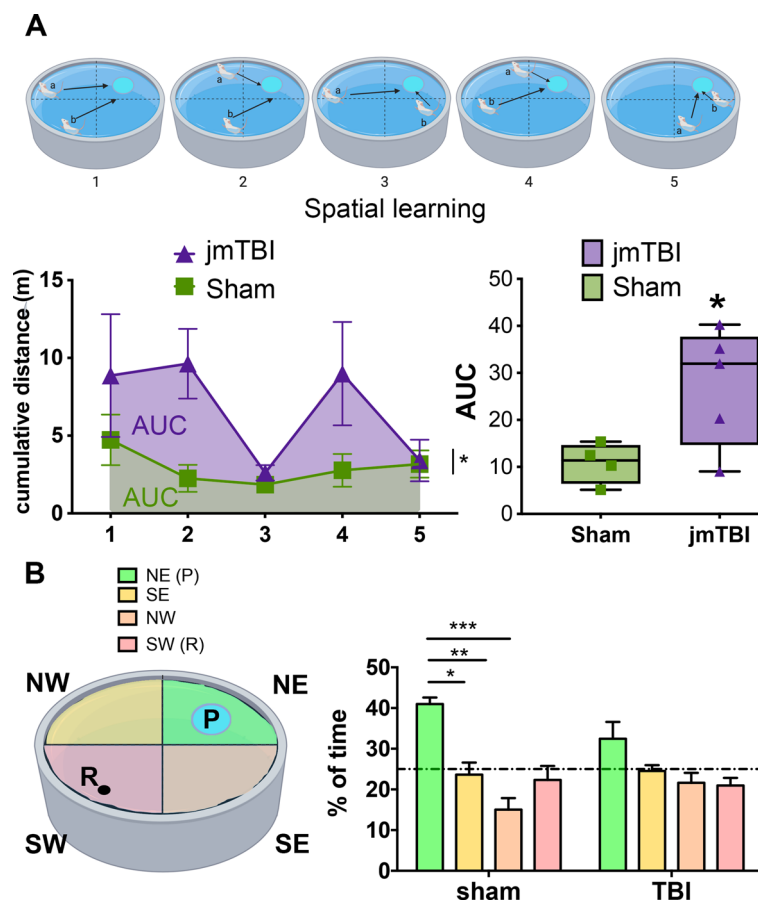 A
a
b
a
b
a
b
a
b
a
b
1 2 3 4 5
Spatial learning
jmTBI
Sham
cumulative distance (m)
15
10
5
0
AUC
AUC
*
1 2 3 4 5
jmTBI
Sham
AUC
50
40
30
20
10
0
*
Sham jmTBI
B
NE (P)
SE
NW
SW (R)
NW NE
P
R
SW SE
% of time
50
40
30
20
10
0
***
**
*
sham TBI